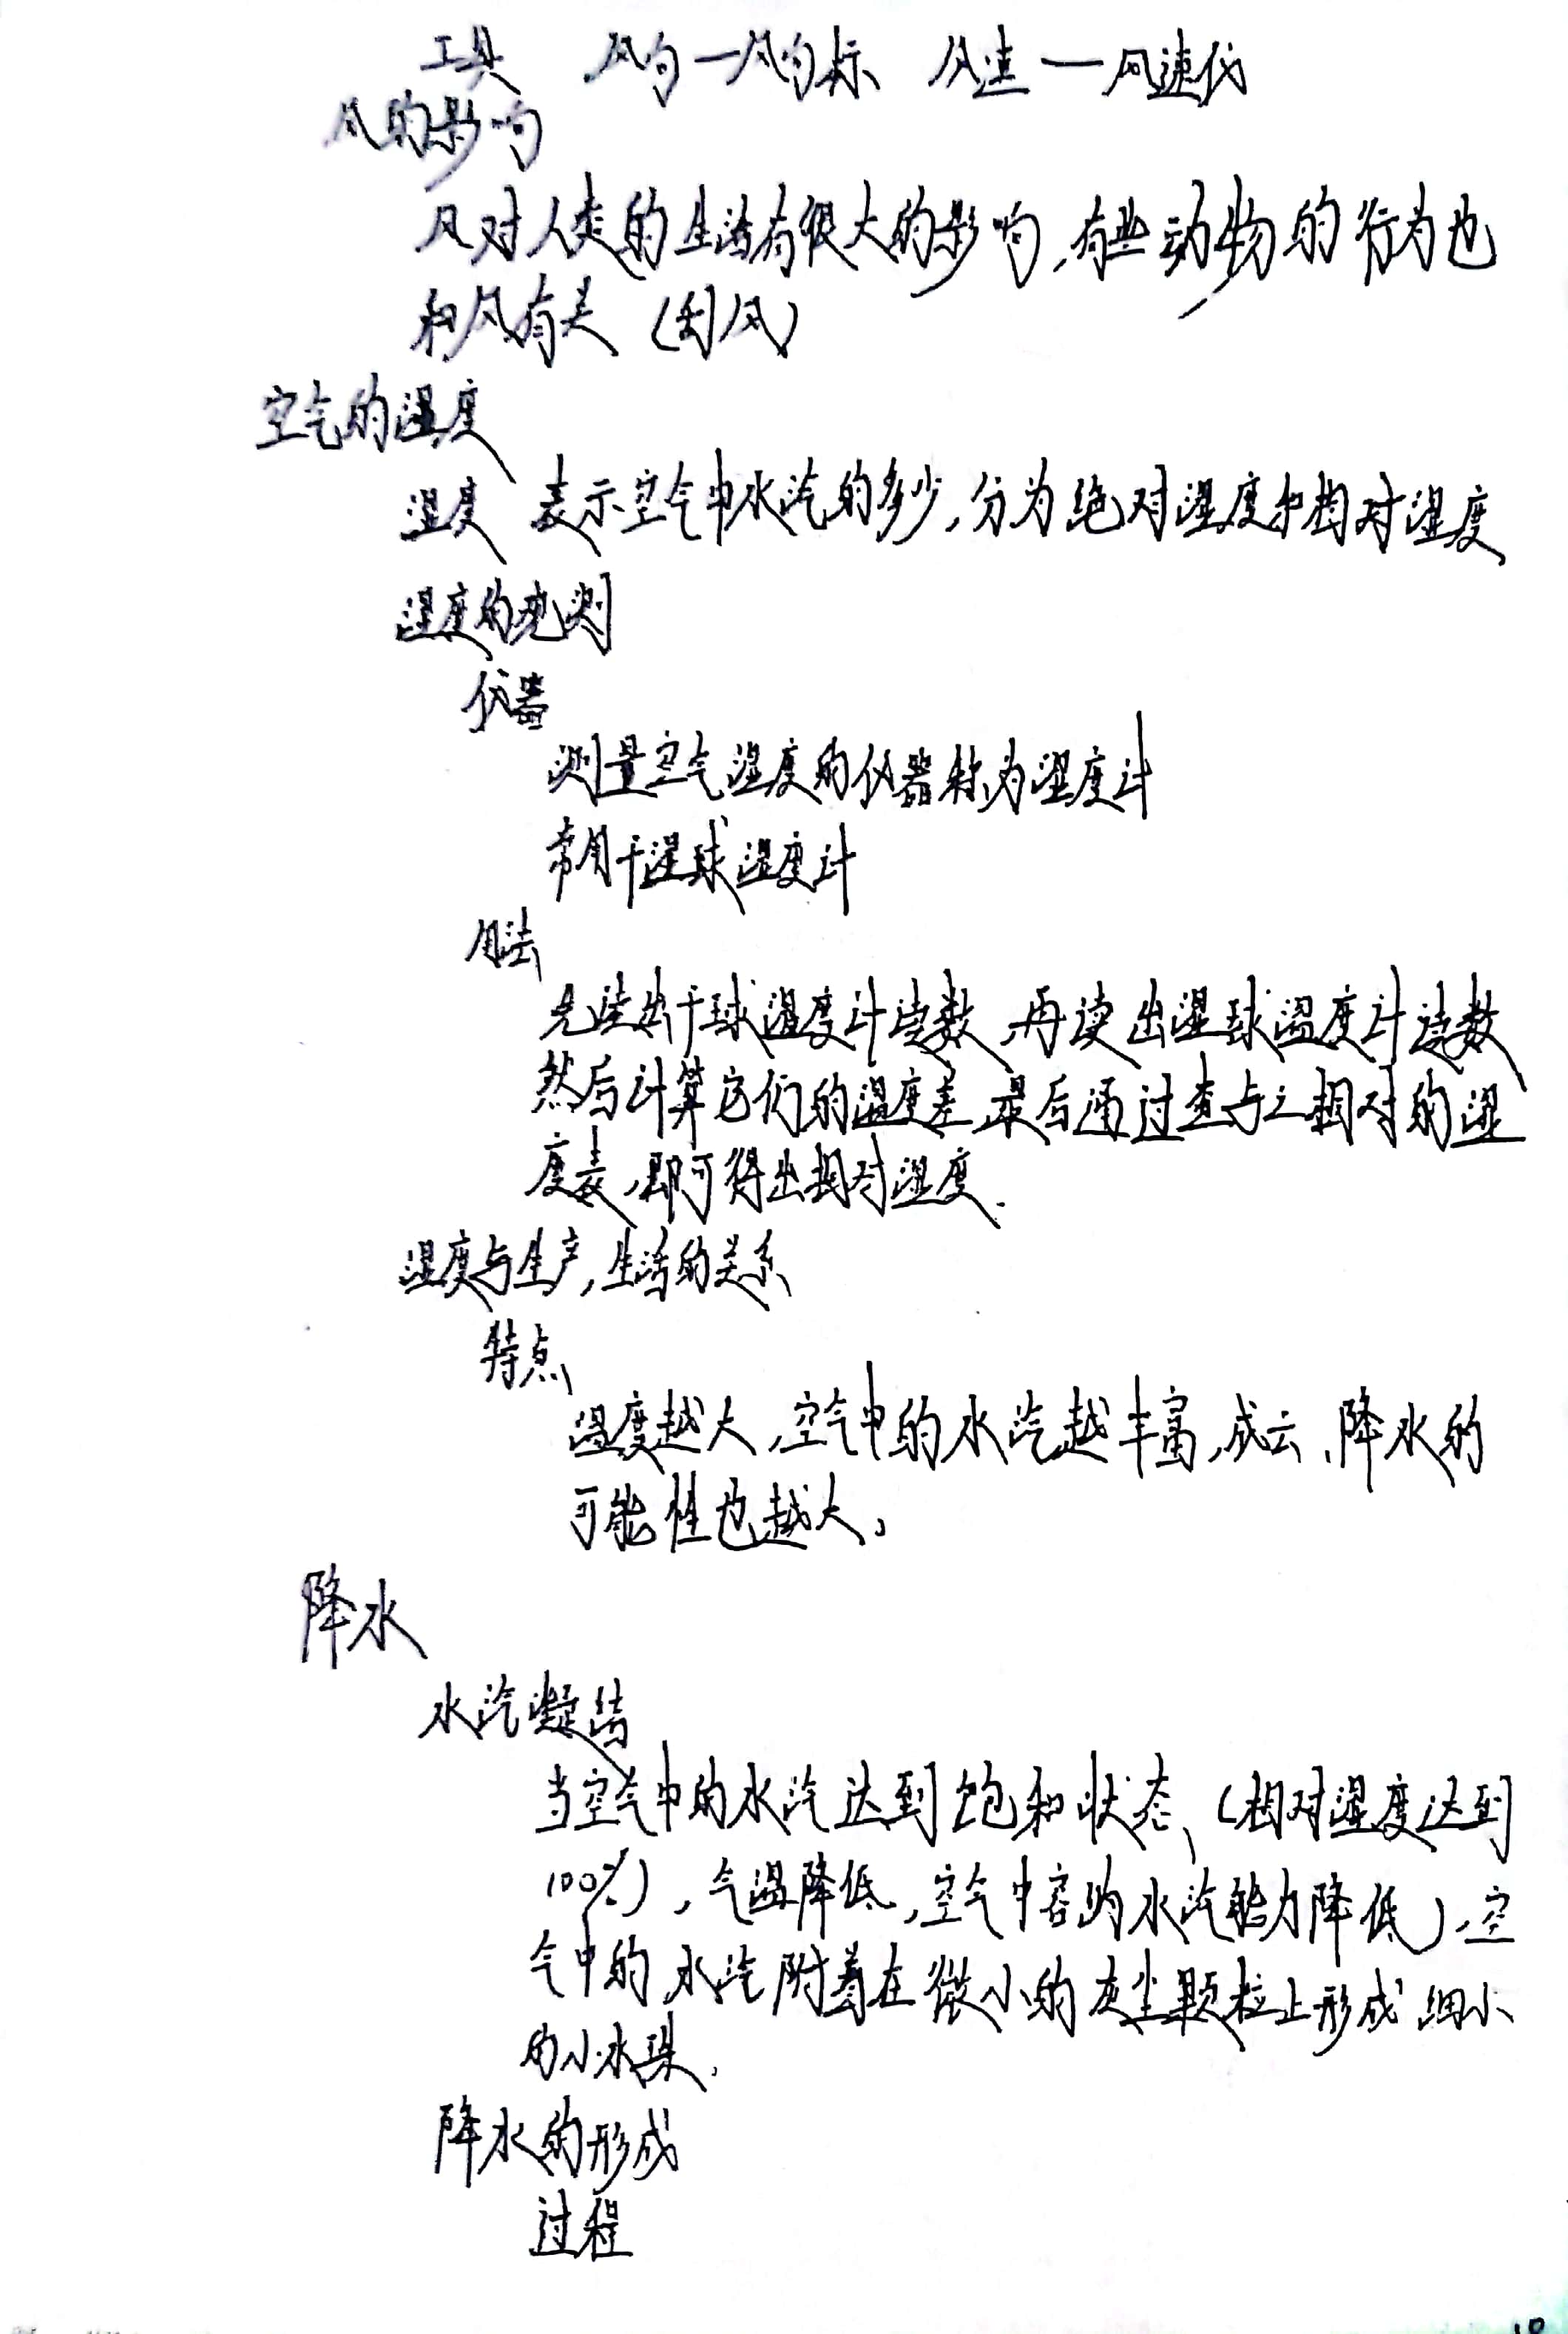 工具 风向—风向标 风速—风速仪
风的影响
风对人类的生活有很大的影响,有些动物的行为也
和风有关(刮风)
空气的湿度
湿度 表示空气中水汽的多少,分为绝对湿度和相对湿度
湿度的观测
仪器
测量空气湿度的仪器称为湿度计
常用干湿球湿度计
用法
先读出干球温度计读数,再读出湿球温度计读数
然后计算它们的温度差,最后通过查与之相对的湿
度表,即可得出相对湿度.
湿度与生产,生活的关系
特点
湿度越大,空气中的水汽越丰富,成云、降水的
可能性也越大。
降水
水汽凝结
当空气中的水汽达到饱和状态(相对湿度达到
100%),气温降低,空气中容纳水汽能力降低),空
气中的水汽附着在微小的灰尘颗粒上形成细小
的小水珠.
降水的形成
过程